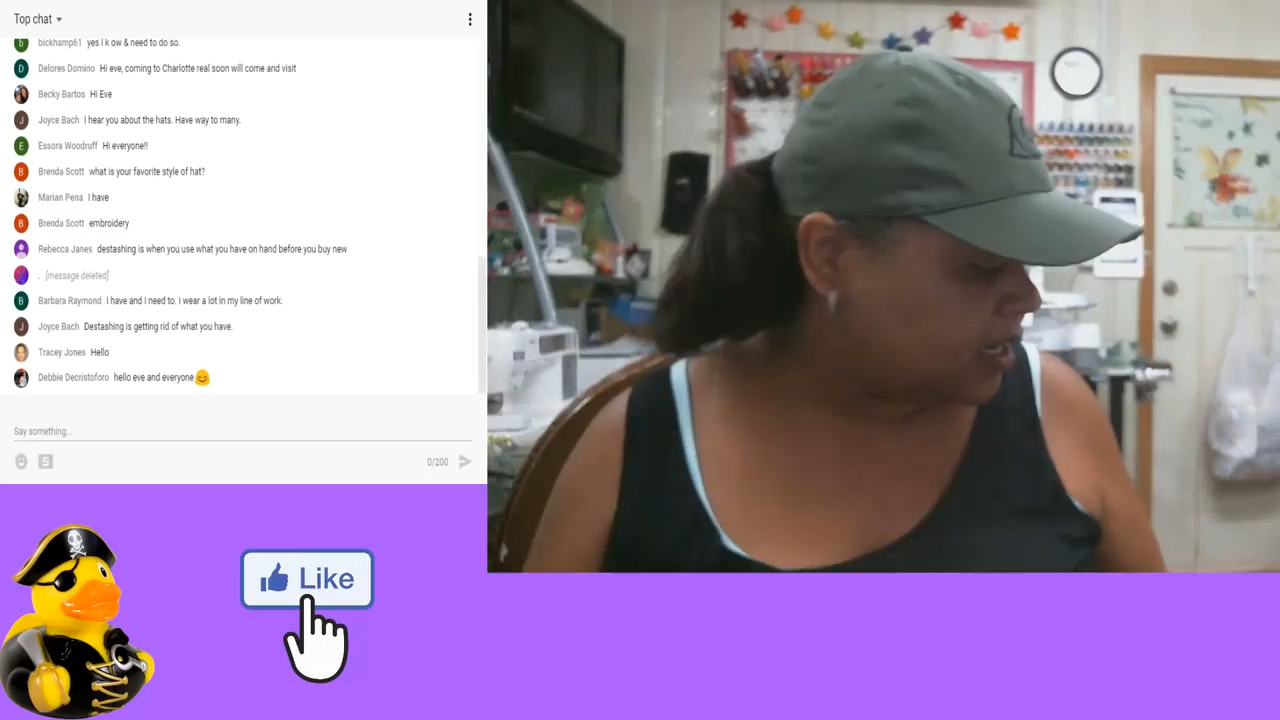 Top chat
bickhamp61 yes I k ow & need to do so.
Delores Domino Hi eve, coming to Charlotte real soon will come and visit
Becky Bartos Hi Eve
Joyce Bach I hear you about the hats. Have way to many.
Essora Woodruff Hi everyone!!
Brenda Scott what is your favorite style of hat?
Marian Pena I have
Brenda Scott embroidery
Rebecca Janes destashing is when you use what you have on hand before you buy new
. [message deleted]
Barbara Raymond I have and I need to. I wear a lot in my line of work.
Joyce Bach Destashing is getting rid of what you have.
Tracey Jones Hello
Debbie Decristoforo hello eve and everyone
Say something...
0/200
Like